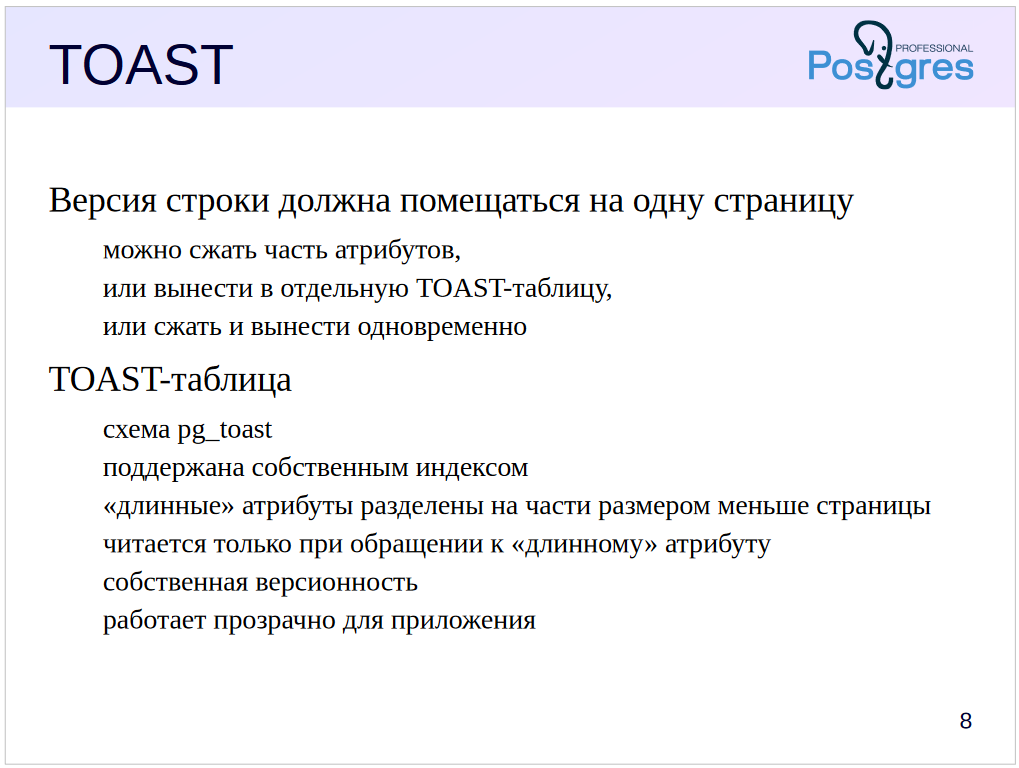 TOAST
PROFESSIONAL
Postgres
Версия строки должна помещаться на одну страницу
можно сжать часть атрибутов,
или вынести в отдельную TOAST-таблицу,
или сжать и вынести одновременно
TOAST-таблица
схема pg_toast
поддержана собственным индексом
«длинные» атрибуты разделены на части размером меньше страницы
читается только при обращении к «длинному» атрибуту
собственная версионность
работает прозрачно для приложения
8